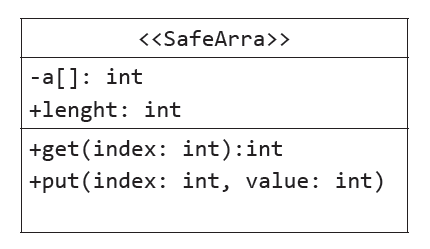 <<SafeArra>>
-a[]: int
+lenght: int
+get(index: int):int
+put(index: int, value: int)